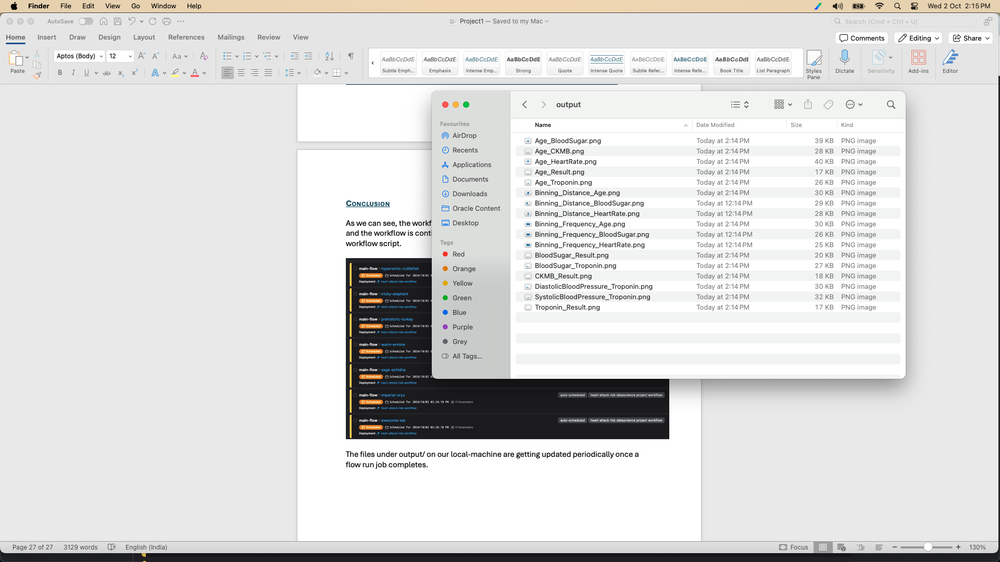 Finder File Edit View Go Window Help Wed 2 Oct 2:15 PM
AutoSave Project1 — Saved to my Mac Search (Cmd + Ctrl + U)
Home Insert Draw Design Layout References Mailings Review View Comments Editing Share
Paste Aptos (Body) 12
AaBbCcDdE AaBbCcDdE AaBbCcDdE AaBbCcDdE AaBbCcDdE AaBbCcDdE AaBbCcDdE AaBbCcDdE AaBbCcDdE AaBbCcDdE
Subtle Emph... Emphasis Intense Emp... Strong Quote Intense Quote Subtle Refer... Intense Refe... Book Title List Paragraph
Styles Pane Dictate Sensitivity Add-ins Editor
output
Favourites
AirDrop
Recents
Applications
Documents
Downloads
Oracle Content
Desktop
Tags
Red
Orange
Yellow
Green
Blue
Purple
Grey
All Tags...
Name Date Modified Size Kind
Age_BloodSugar.png Today at 2:14 PM 39 KB PNG image
Age_CKMB.png Today at 2:14 PM 28 KB PNG image
Age_HeartRate.png Today at 2:14 PM 40 KB PNG image
Age_Result.png Today at 2:14 PM 17 KB PNG image
Age_Troponin.png Today at 2:14 PM 26 KB PNG image
Binning_Distance_Age.png Today at 2:14 PM 30 KB PNG image
Binning_Distance_BloodSugar.png Today at 12:14 PM 29 KB PNG image
Binning_Distance_HeartRate.png Today at 12:14 PM 28 KB PNG image
Binning_Frequency_Age.png Today at 2:14 PM 30 KB PNG image
Binning_Frequency_BloodSugar.png Today at 12:14 PM 26 KB PNG image
Binning_Frequency_HeartRate.png Today at 12:14 PM 25 KB PNG image
BloodSugar_Result.png Today at 2:14 PM 20 KB PNG image
BloodSugar_Troponin.png Today at 2:14 PM 27 KB PNG image
CKMB_Result.png Today at 2:14 PM 18 KB PNG image
DiastolicBloodPressure_Troponin.png Today at 2:14 PM 30 KB PNG image
SystolicBloodPressure_Troponin.png Today at 2:14 PM 32 KB PNG image
Troponin_Result.png Today at 2:14 PM 17 KB PNG image
Conclusion
As we can see, the workf
and the workflow is conti
workflow script.
main-flow > hypersonic-cuttlefish
Scheduled Scheduled for 2024/10/02
Deployment heart-attack-risk-workflow
main-flow > tricky-elephant
Scheduled Scheduled for 2024/10/02
Deployment heart-attack-risk-workflow
main-flow > prehistoric-turkey
Scheduled Scheduled for 2024/10/02
Deployment heart-attack-risk-workflow
main-flow > warm-ermine
Scheduled Scheduled for 2024/10/02
Deployment heart-attack-risk-workflow
main-flow > sage-echidna
Scheduled Scheduled for 2024/10/02
Deployment heart-attack-risk-workflow
main-flow > imperial-oryx auto-scheduled heart attack risk datascience project workflow
Scheduled Scheduled for 2024/10/02 02:24:10 PM 0 Parameters
Deployment heart-attack-risk-workflow
main-flow > awesome-eel auto-scheduled heart attack risk datascience project workflow
Scheduled Scheduled for 2024/10/02 02:26:10 PM 0 Parameters
Deployment heart-attack-risk-workflow
The files under output/ on our local-machine are getting updated periodically once a
flow run job completes.
Page 27 of 27 3129 words English (India) Focus 130%